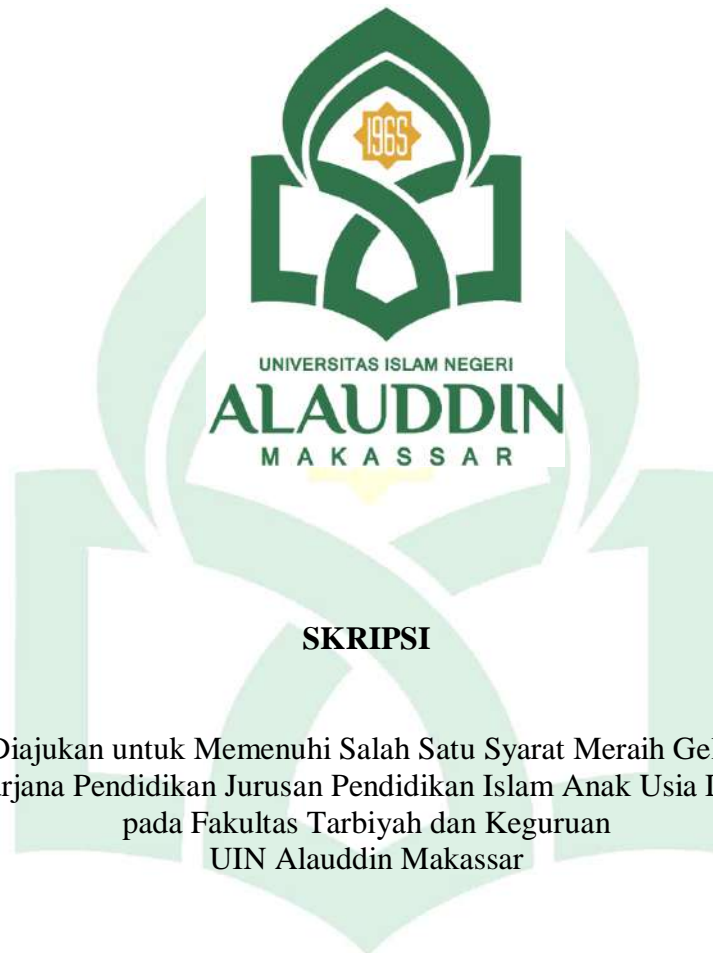 1965
UNIVERSITAS ISLAM NEGERI
ALAUDDIN
MAKASSAR
SKRIPSI
Diajukan untuk Memenuhi Salah Satu Syarat Meraih
Pendidikan Jurusan Pendidikan Islam Anak Usia
pada Fakultas Tarbiyah dan Keguruan
UIN Alauddin Makassar